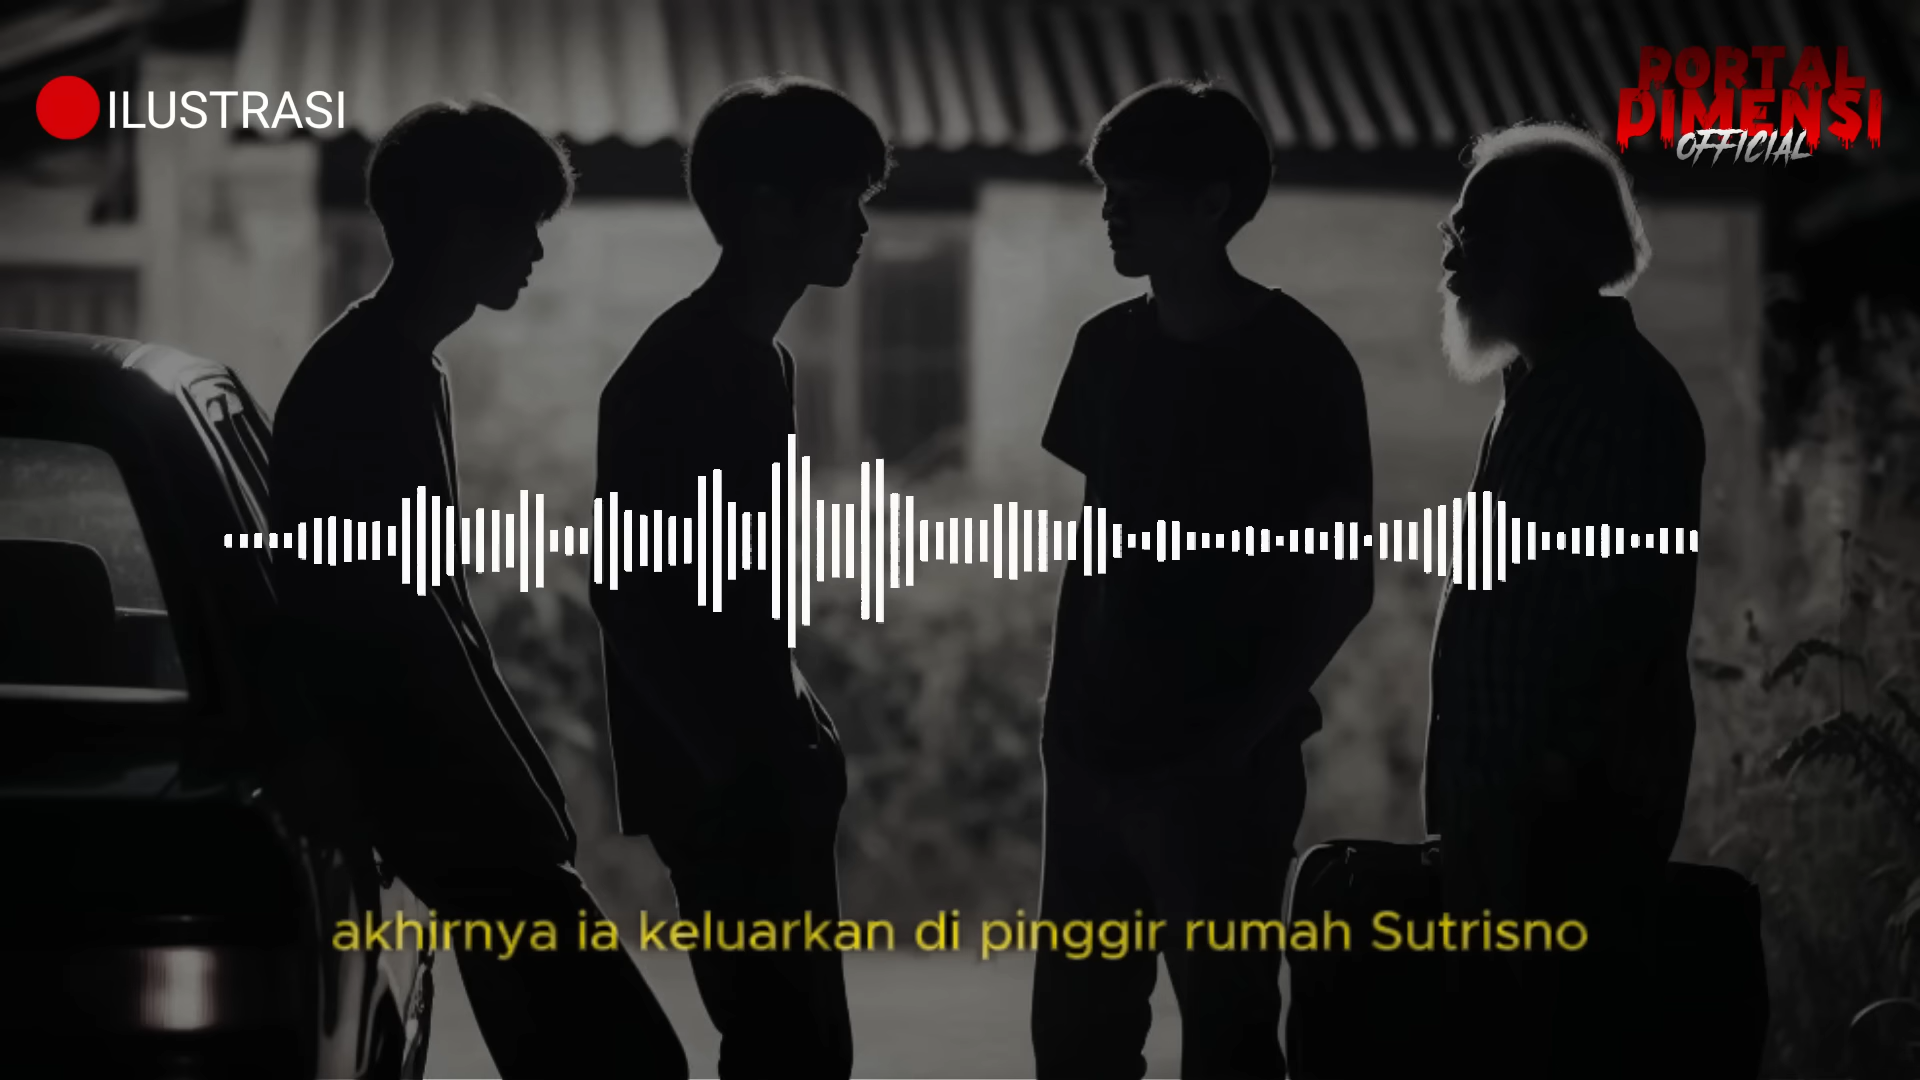 ILUSTRASI
PORTAL
DIMENSI
OFFICIAL
akhirnya ia keluarkan di pinggir rumah Sutrisno